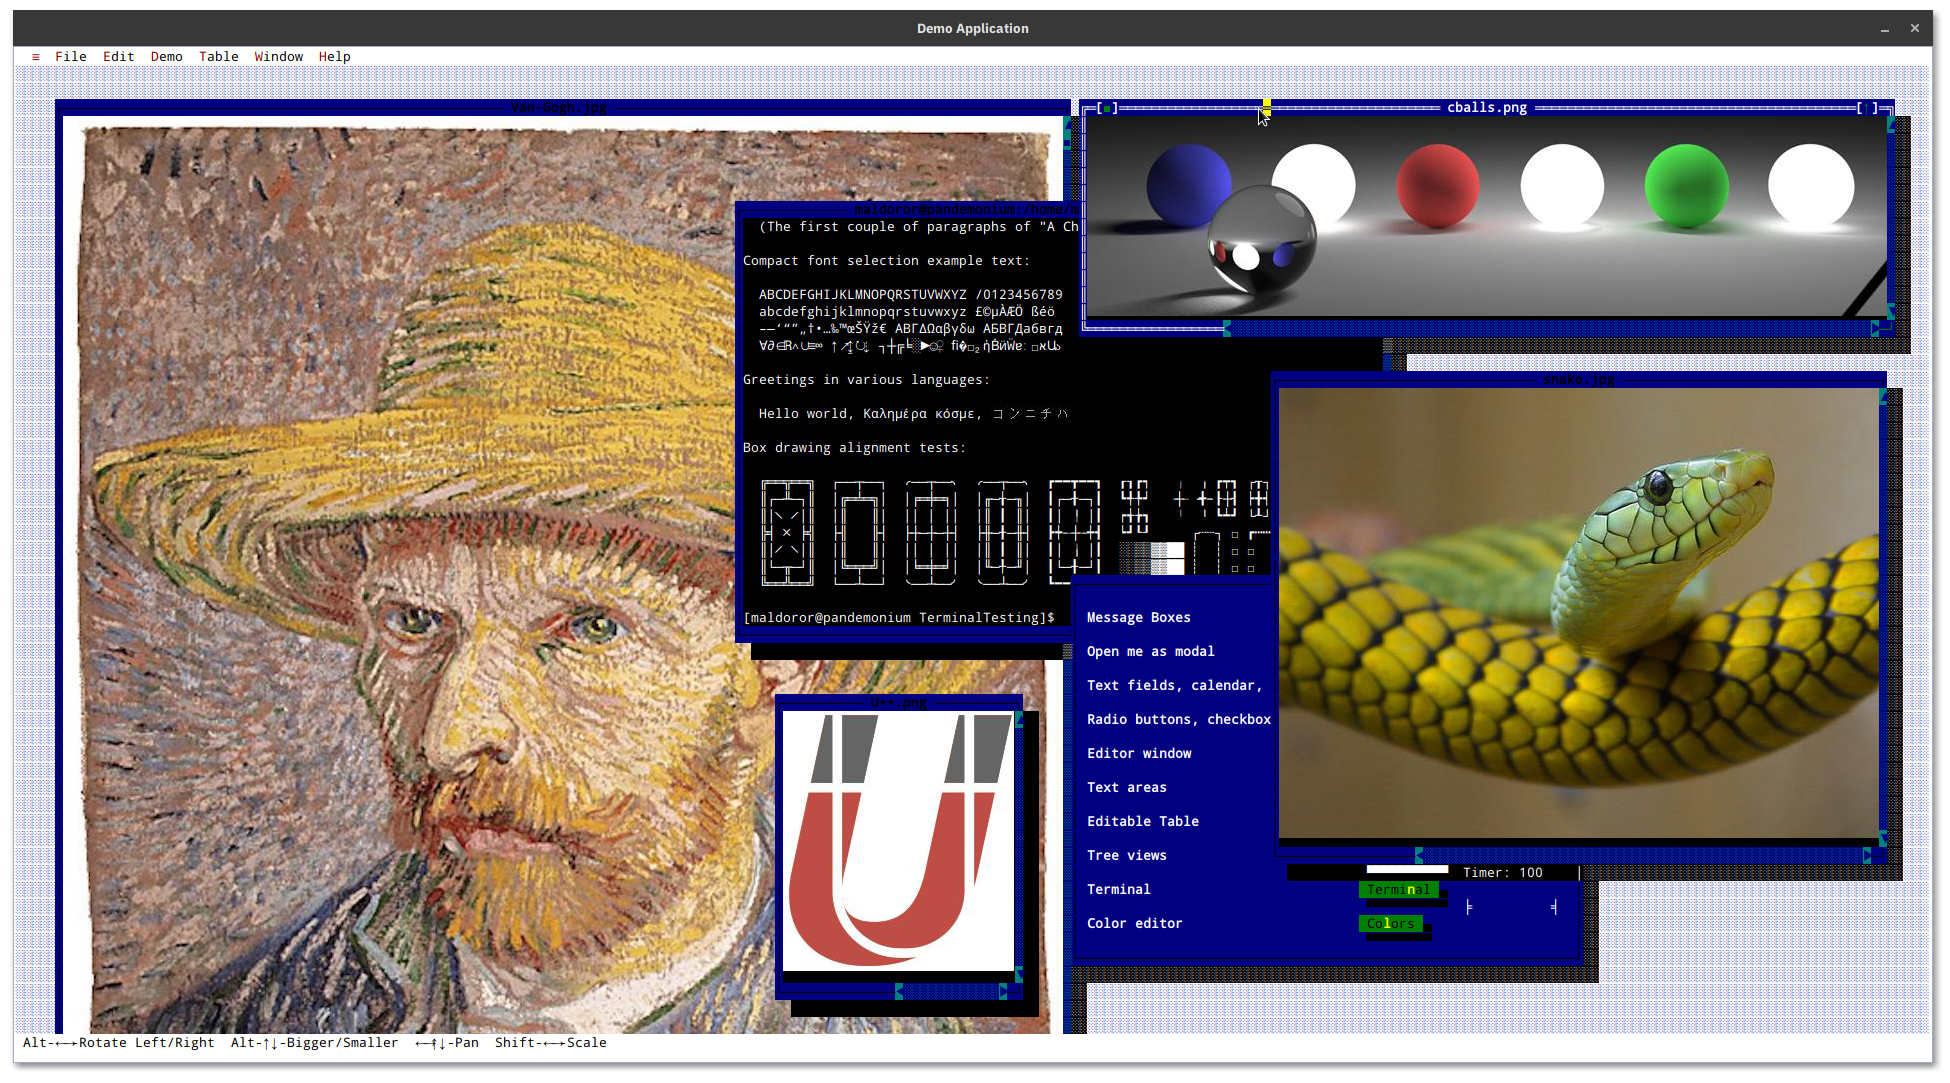 Demo Application
≡ File Edit Demo Table Window Help
Van-Gogh.jpg
cballs.png
maldoror@pandemonium:/home/m
(The first couple of paragraphs of "A Ch
Compact font selection example text:
ABCDEFGHIJKLMNOPQRSTUVWXYZ /0123456789
abcdefghijklmnopqrstuvwxyz £©µÀÆÖ ßéö
–—‘“”„†•…‰™œŠŸž€ ΑΒΓΔΩαβγδω АБВГДабвгд
Greetings in various languages:
Hello world, Καλημέρα κόσμε, コンニチハ
Box drawing alignment tests:
[maldoror@pandemonium TerminalTesting]$
snake.jpg
U++.png
Message Boxes
Open me as modal
Text fields, calendar,
Radio buttons, checkbox
Editor window
Text areas
Editable Table
Tree views
Timer: 100
Terminal
Terminal
Color editor
Colors
Alt-←→Rotate Left/Right Alt-↑↓-Bigger/Smaller ←→↑↓-Pan Shift-←→Scale